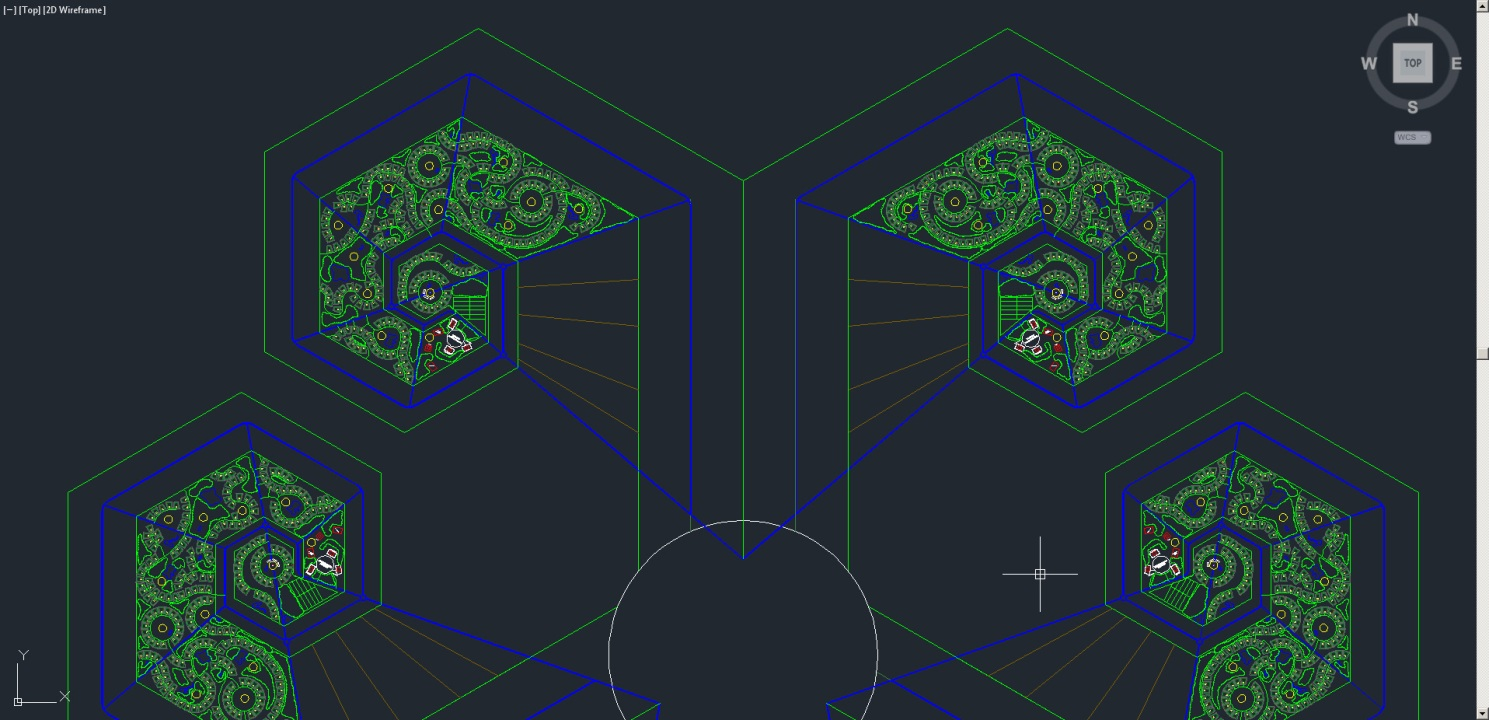 [−][Top][2D Wireframe]
N
W
TOP
E
S
WCS
Y
X